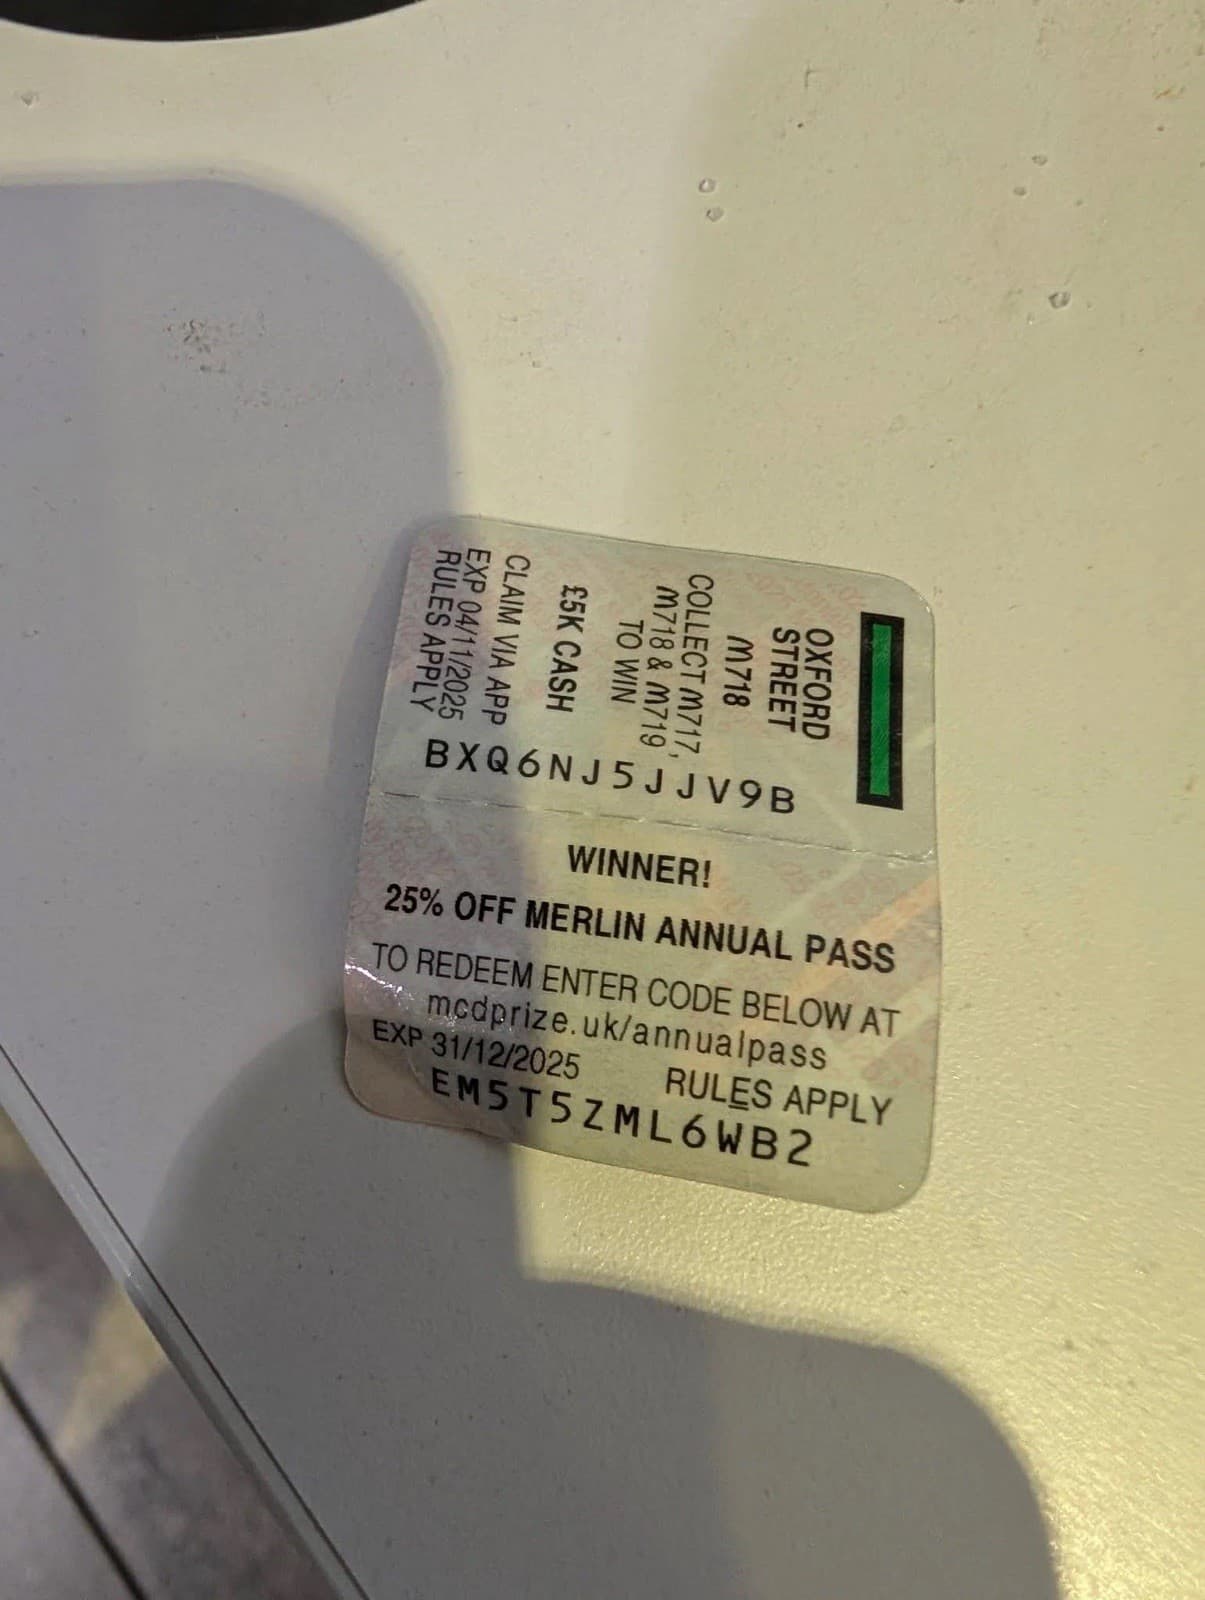 OXFORD
STREET
M718
COLLECT M717,
M718 & M719
TO WIN
£5K CASH
CLAIM VIA APP
EXP 04/11/2025
RULES APPLY
BXQ6NJ5JJV9B
WINNER!
25% OFF MERLIN ANNUAL PASS
TO REDEEM ENTER CODE BELOW AT
mcdprize.uk/annualpass
EXP 31/12/2025 RULES APPLY
EM5T5ZML6WB2